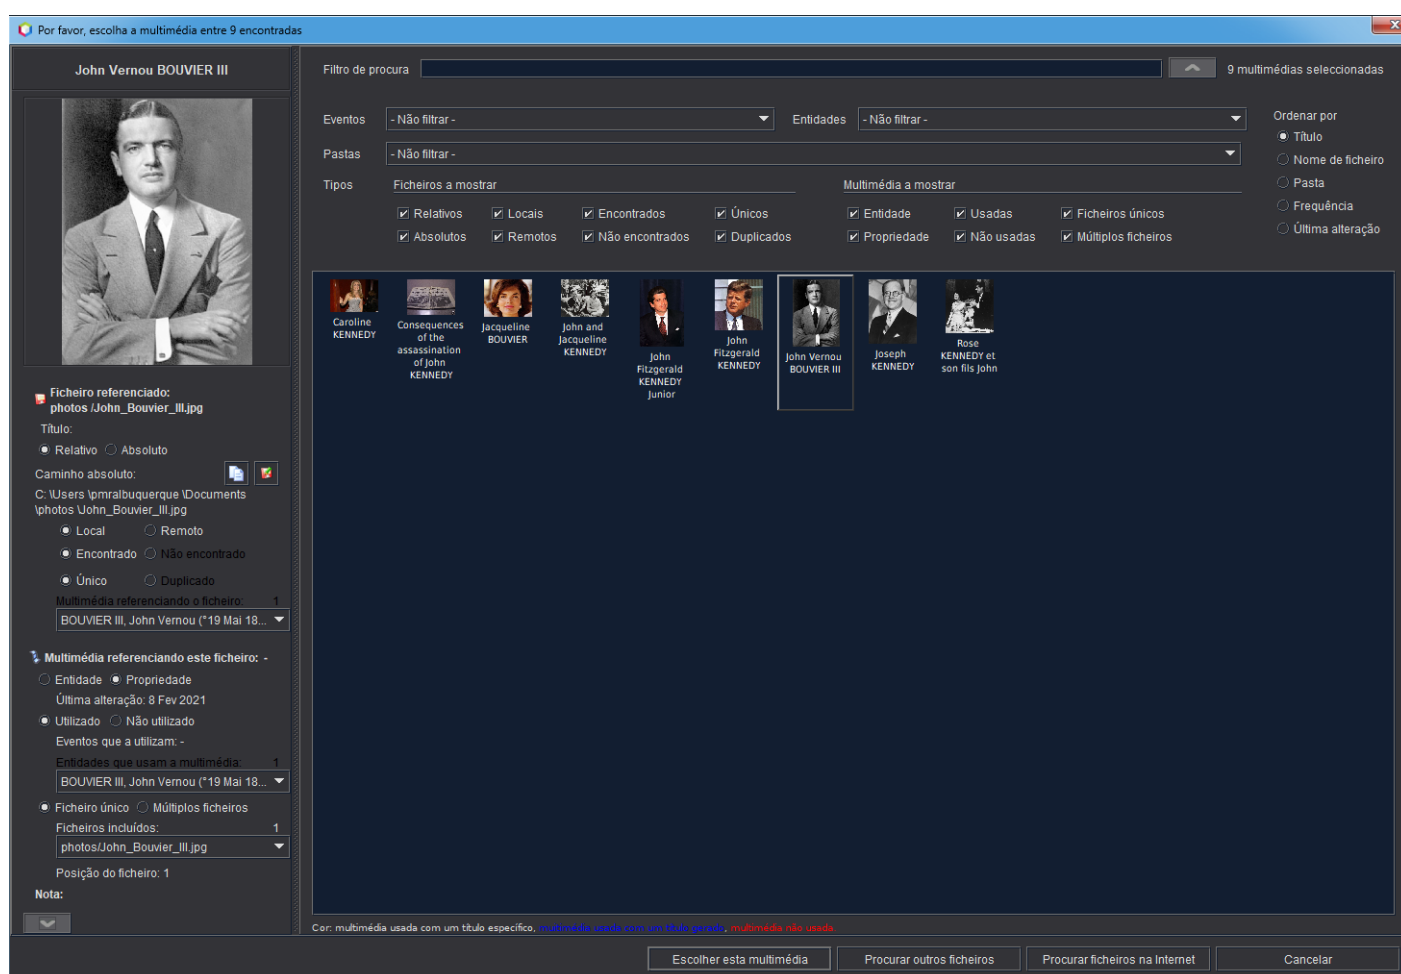 Por favor, escolha a multimédia entre 9 encontradas
John Vernou BOUVIER III
Ficheiro referenciado:
photos /John_Bouvier_III.jpg
Título:
Relativo Absoluto
Caminho absoluto:
C: \Users \pmralbuquerque \Documents
\photos \John_Bouvier_III.jpg
Local Remoto
Encontrado Não encontrado
Único Duplicado
Multimédia referenciando o ficheiro: 1
BOUVIER III, John Vernou (°19 Mai 18...
Multimédia referenciando este ficheiro: -
Entidade Propriedade
Última alteração: 8 Fev 2021
Utilizado Não utilizado
Eventos que a utilizam: -
Entidades que usam a multimédia: 1
BOUVIER III, John Vernou (°19 Mai 18...
Ficheiro único Múltiplos ficheiros
Ficheiros incluídos: 1
photos/John_Bouvier_III.jpg
Posição do ficheiro: 1
Nota:
Filtro de procura 9 multimédias seleccionadas
Eventos - Não filtrar - Entidades - Não filtrar -
Pastas - Não filtrar -
Ordenar por
Título
Nome de ficheiro
Pasta
Frequência
Última alteração
Tipos Ficheiros a mostrar Multimédia a mostrar
Relativos Locais Encontrados Únicos Entidade Usadas Ficheiros únicos
Absolutos Remotos Não encontrados Duplicados Propriedade Não usadas Múltiplos ficheiros
Caroline
KENNEDY
Consequences
of the
assassination
of John
KENNEDY
Jacqueline
BOUVIER
John and
Jacqueline
KENNEDY
John
Fitzgerald
KENNEDY
Junior
John
Fitzgerald
KENNEDY
John Vernou
BOUVIER III
Joseph
KENNEDY
Rose
KENNEDY et
son fils John
Cor: multimédia usada com um título específico, multimédia usada com um título gerado, multimédia não usada.
Escolher esta multimédia Procurar outros ficheiros Procurar ficheiros na Internet Cancelar